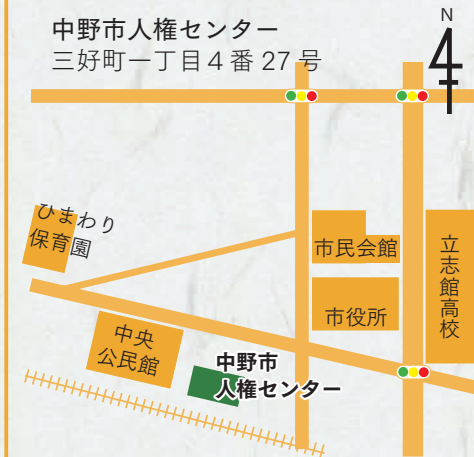 中野市人権センター
三好町一丁目4番27号
N
ひまわり
保育園
市民会館
立志館高校
市役所
中央
公民館
中野市
人権センター